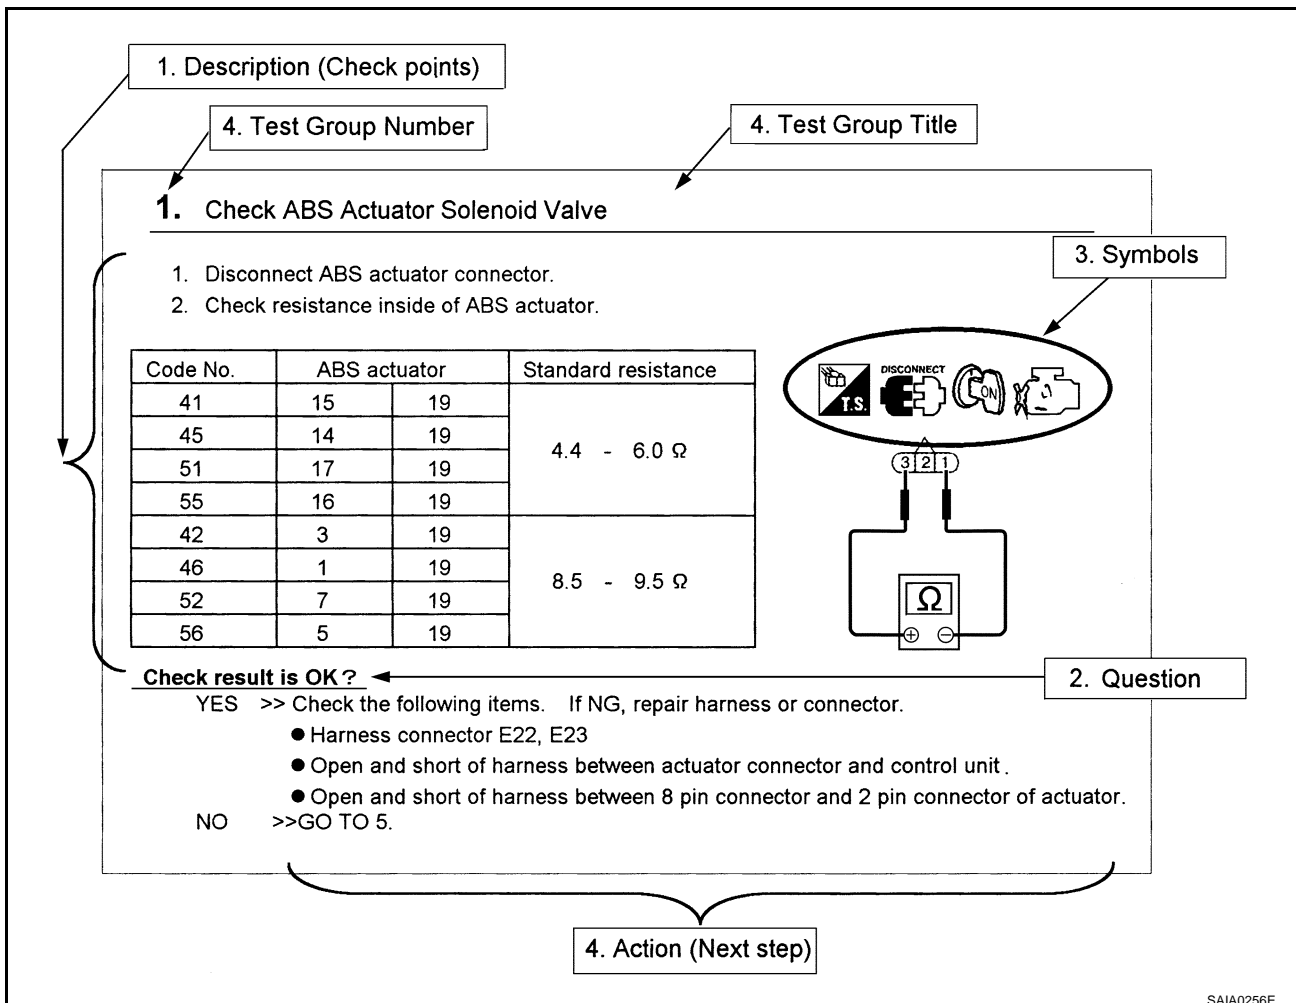 1. Description (Check points)
4. Test Group Number
4. Test Group Title
1. Check ABS Actuator Solenoid Valve
3. Symbols
1. Disconnect ABS actuator connector.
2. Check resistance inside of ABS actuator.
Code No. ABS actuator Standard resistance
41 15 19
45 14 19
4.4 - 6.0 Ω
51 17 19
55 16 19
42 3 19
46 1 19
8.5 - 9.5 Ω
52 7 19
56 5 19
T.S.
DISCONNECT
ON
3 2 1
Ω
+ −
Check result is OK?
2. Question
YES >> Check the following items. If NG, repair harness or connector.
● Harness connector E22, E23
● Open and short of harness between actuator connector and control unit.
● Open and short of harness between 8 pin connector and 2 pin connector of actuator.
NO >>GO TO 5.
4. Action (Next step)
SAIA0256E